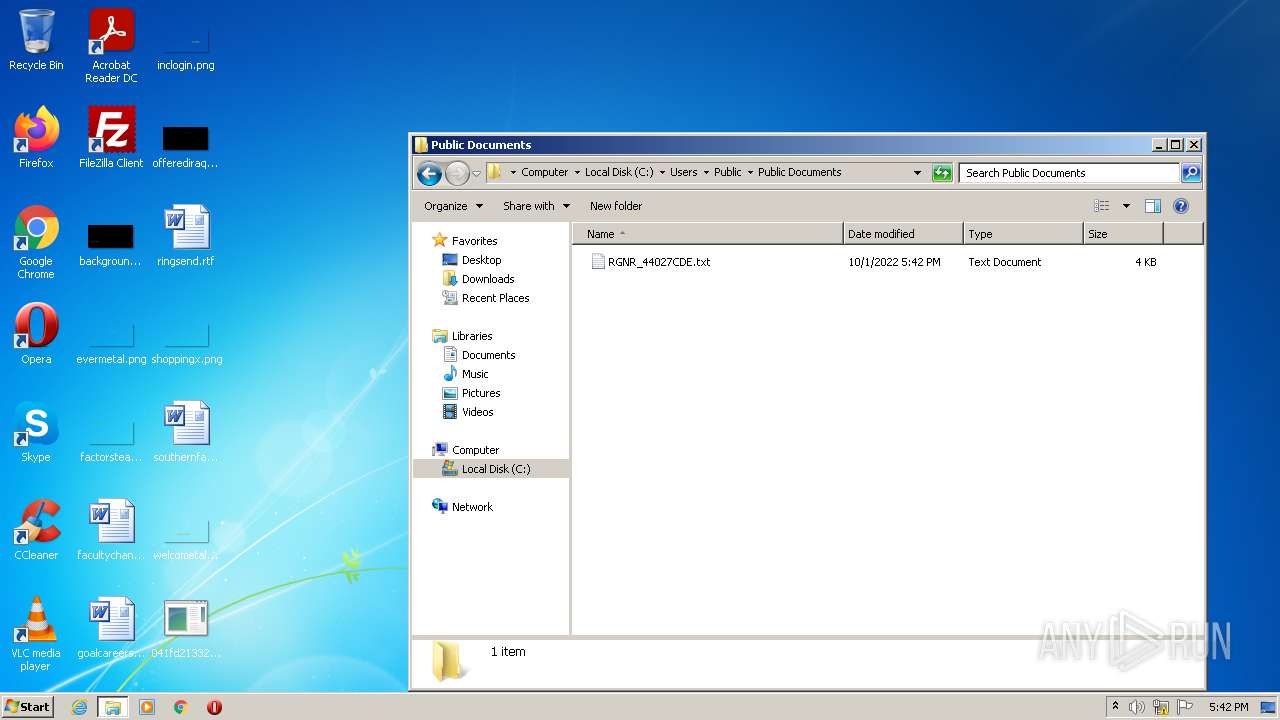 Recycle Bin
Acrobat
Reader DC
inclogin.png
Firefox
FileZilla Client
offerediraq...
Google
Chrome
backgroun...
ringsend.rtf
Opera
evermetal.png
shoppingx.png
Skype
factorstea...
southernfa...
CCleaner
facultychan...
welcometal...
VLC media
player
goalcareers...
041fd21332...
Public Documents
Computer Local Disk (C:) Users Public Public Documents
Search Public Documents
Organize Share with New folder
Favorites
Desktop
Downloads
Recent Places
Libraries
Documents
Music
Pictures
Videos
Computer
Local Disk (C:)
Network
Name Date modified Type Size
RGNR_44027CDE.txt 10/1/2022 5:42 PM Text Document 4 KB
1 item
ANY RUN
Start
5:42 PM